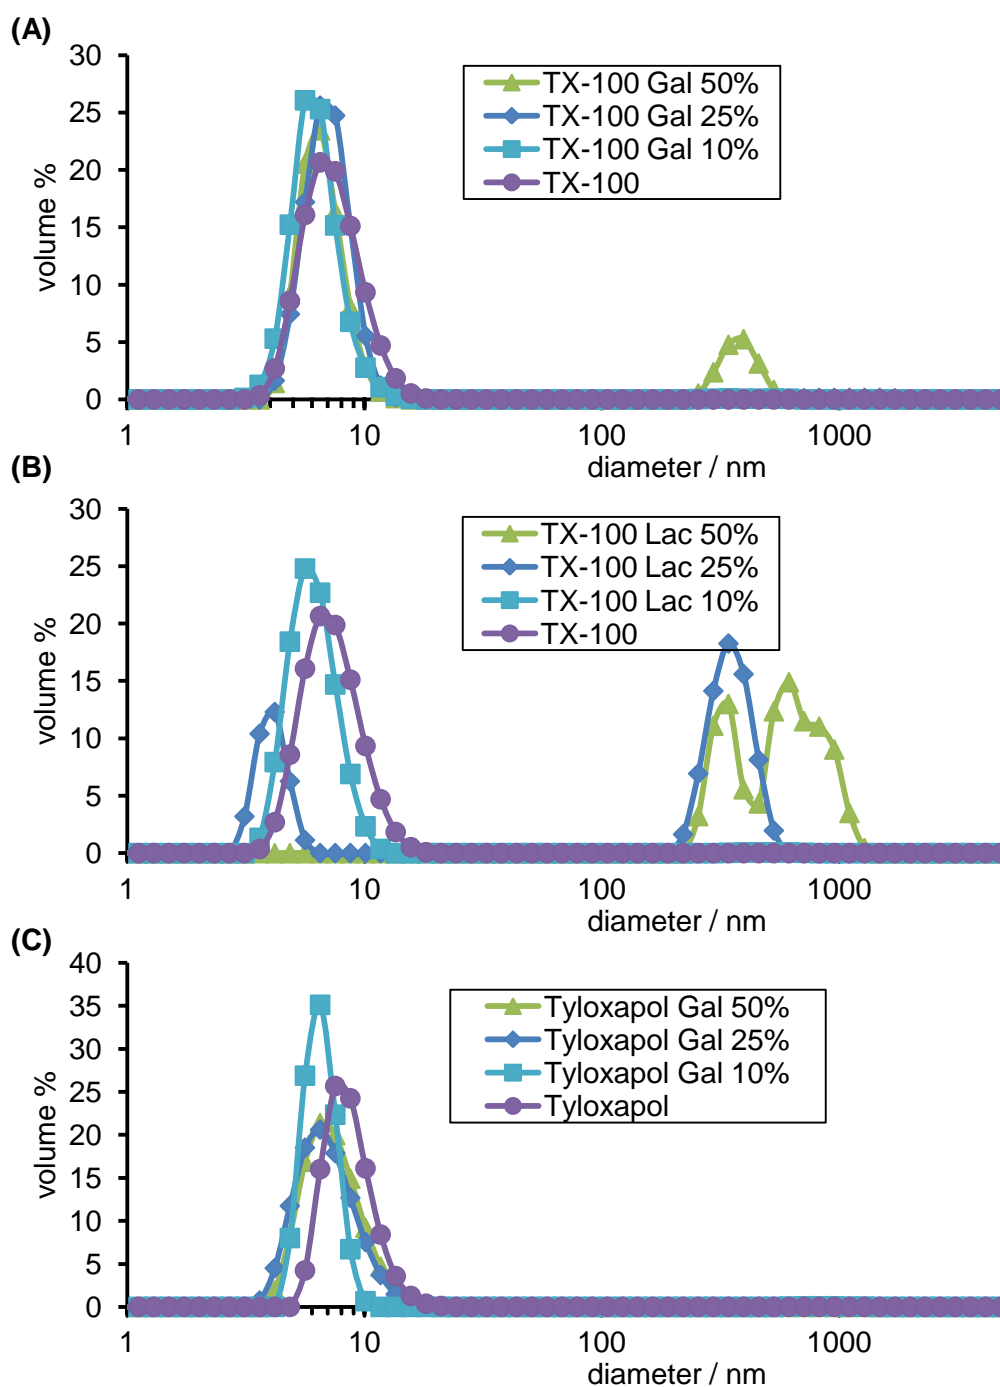 (A)
30
25
20
15
10
5
0
volume %
TX-100 Gal 50%
TX-100 Gal 25%
TX-100 Gal 10%
TX-100
1 10 100 1000
diameter / nm
(B)
30
25
20
15
10
5
0
volume %
TX-100 Lac 50%
TX-100 Lac 25%
TX-100 Lac 10%
TX-100
1 10 100 1000
diameter / nm
(C)
40
35
30
25
20
15
10
5
0
volume %
Tyloxapol Gal 50%
Tyloxapol Gal 25%
Tyloxapol Gal 10%
Tyloxapol
1 10 100 1000
diameter / nm